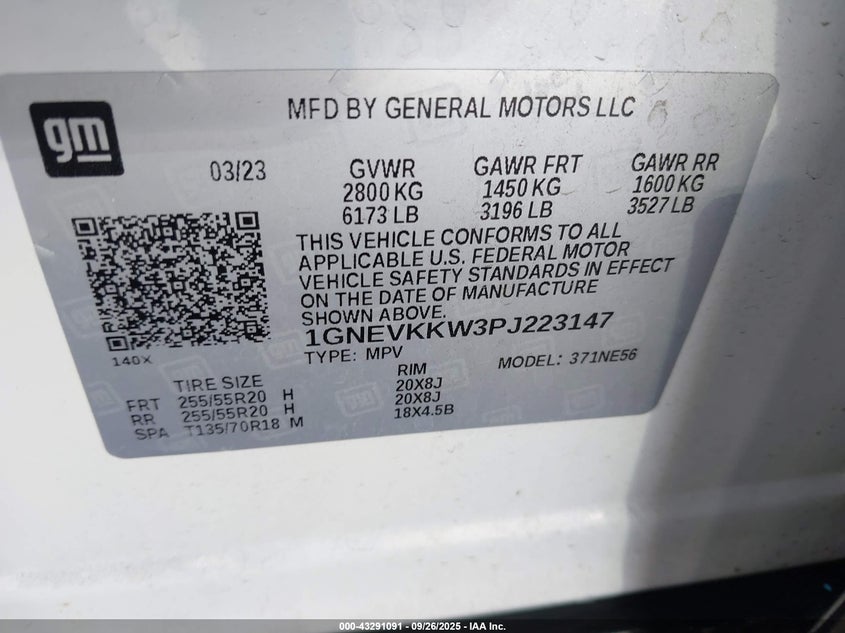 gm
MFD BY GENERAL MOTORS LLC
03/23 GVWR GAWR FRT GAWR RR
2800 KG 1450 KG 1600 KG
6173 LB 3196 LB 3527 LB
THIS VEHICLE CONFORMS TO ALL
APPLICABLE U.S. FEDERAL MOTOR
VEHICLE SAFETY STANDARDS IN EFFECT
ON THE DATE OF MANUFACTURE
SHOWN ABOVE.
1GNEVKKW3PJ223147
140X
TYPE: MPV MODEL: 371NE56
TIRE SIZE RIM
FRT 255/55R20 H 20X8J
RR 255/55R20 H 20X8J
SPA T135/70R18 M 18X4.5B
000-43291091 - 09/26/2025 - IAA Inc.